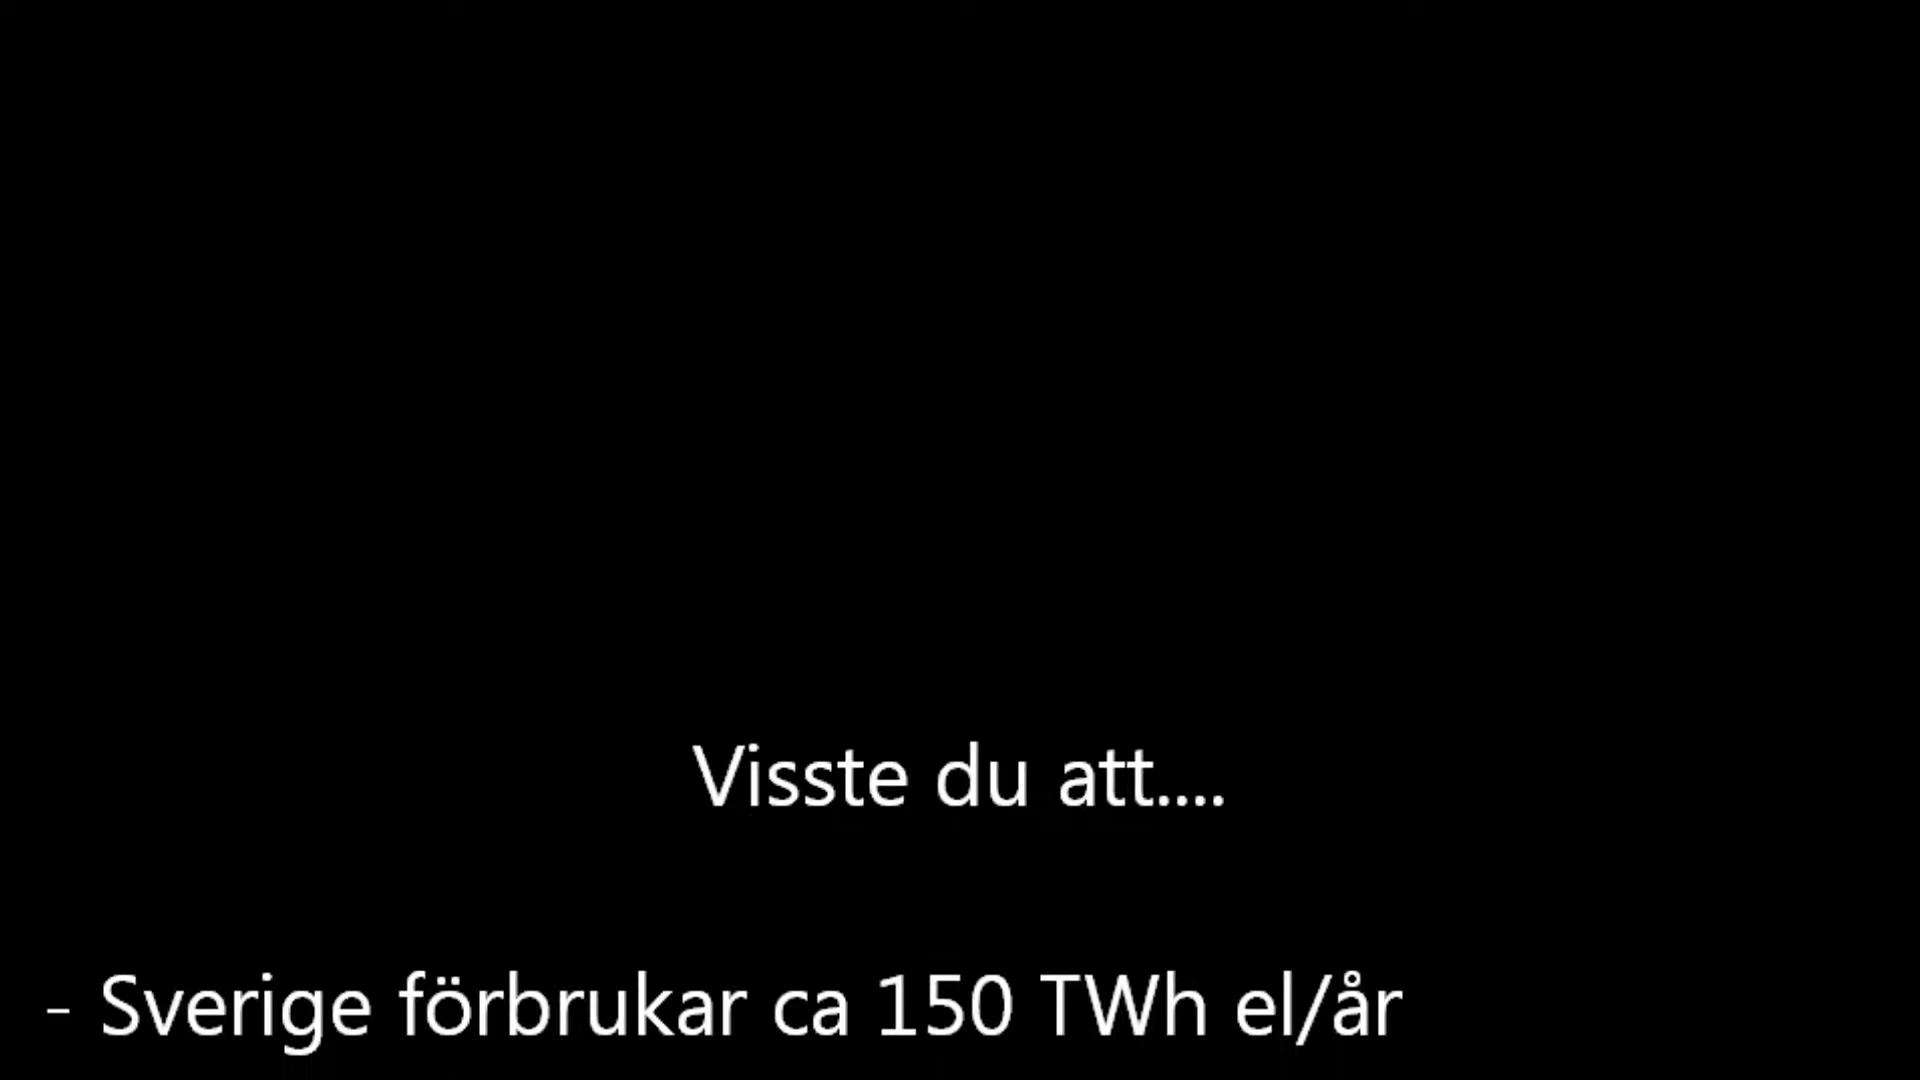 Visste du att....
- Sverige förbrukar ca 150 TWh el/år